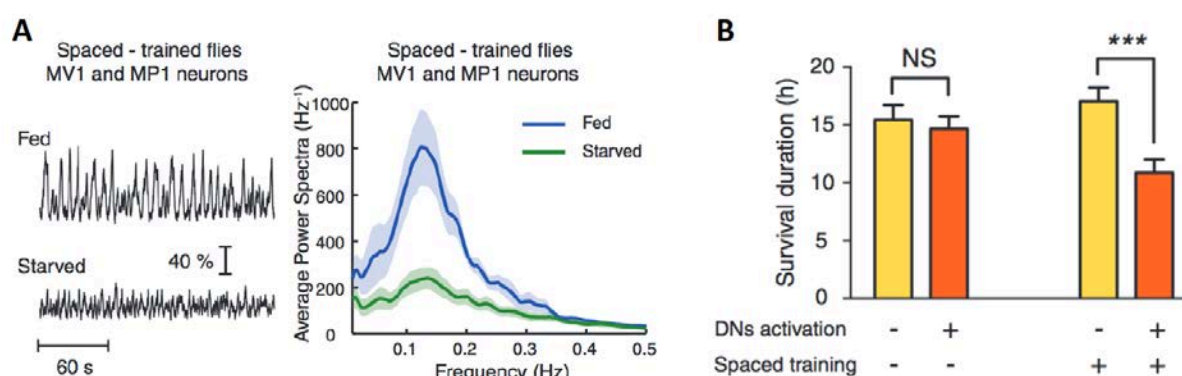 A
Spaced - trained flies
MV1 and MP1 neurons
Fed
Starved
40 %
60 s
Spaced - trained flies
MV1 and MP1 neurons
Average Power Spectra (Hz⁻¹)
1000
800
600
400
200
0
Fed
Starved
0.1 0.2 0.3 0.4 0.5
Frequency (Hz)
B
Survival duration (h)
20
15
10
5
0
NS
***
DNs activation - + - +
Spaced training - - + +